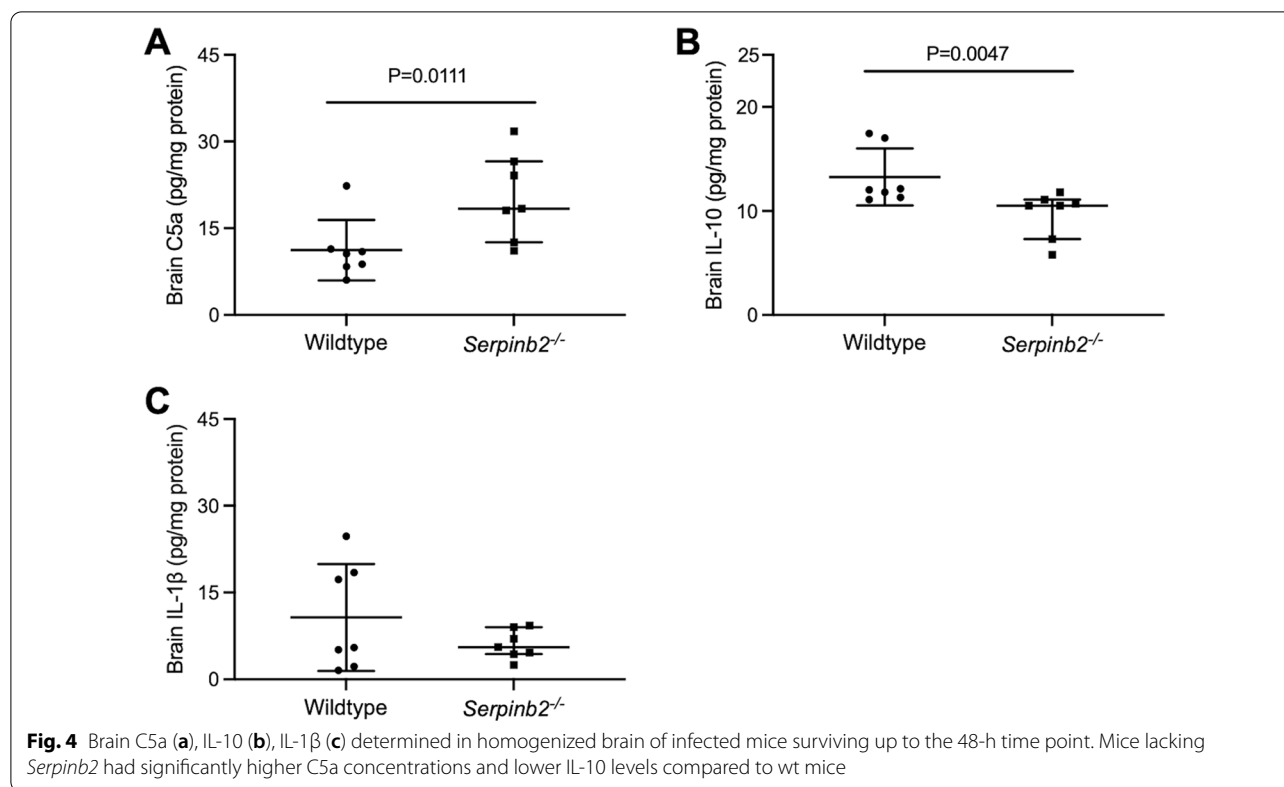 A
45
30
15
0
Brain C5a (pg/mg protein)
P=0.0111
Wildtype
Serpinb2-/-
B
25
20
15
10
5
0
Brain IL-10 (pg/mg protein)
P=0.0047
Wildtype
Serpinb2-/-
C
45
30
15
0
Brain IL-1β (pg/mg protein)
Wildtype
Serpinb2-/-
Fig. 4 Brain C5a (a), IL-10 (b), IL-1β (c) determined in homogenized brain of infected mice surviving up to the 48-h time point. Mice lacking
Serpinb2 had significantly higher C5a concentrations and lower IL-10 levels compared to wt mice